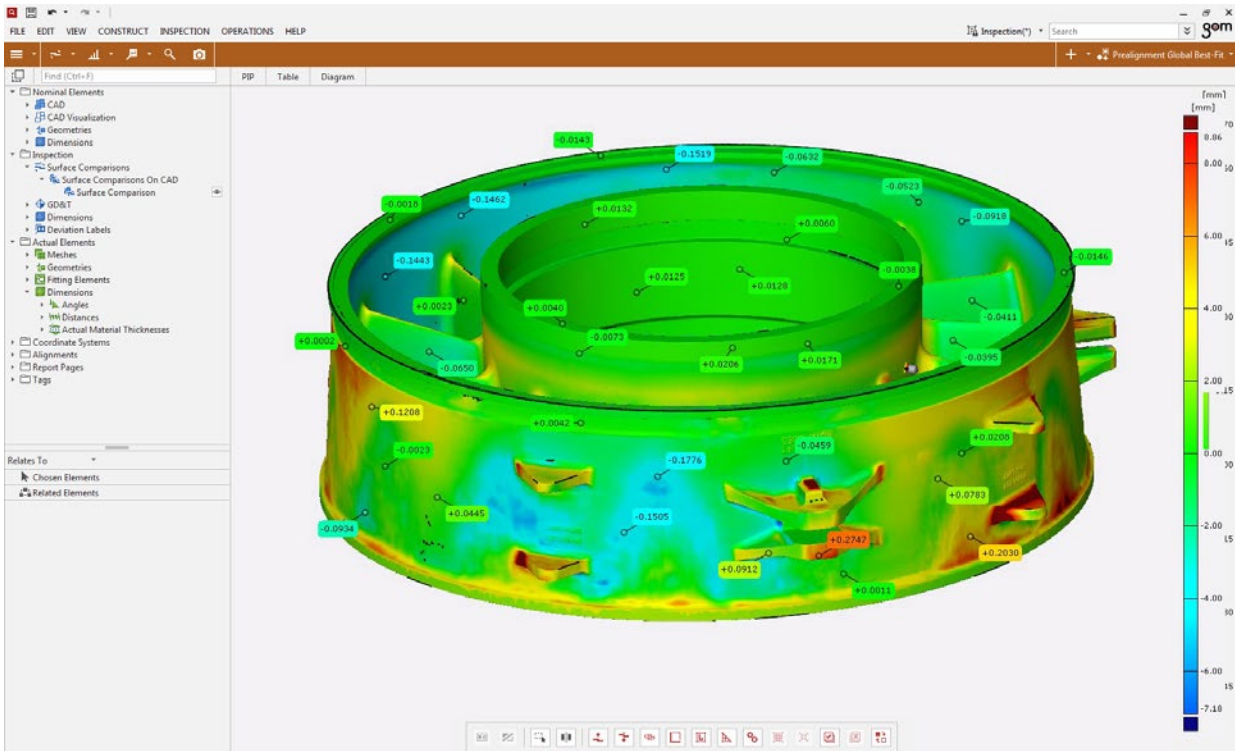 FILE EDIT VIEW CONSTRUCT INSPECTION OPERATIONS HELP
Inspection(*)
Search
gom
Prealignment Global Best-Fit
Find (Ctrl+F)
PIP Table Diagram
Nominal Elements
CAD
CAD Visualization
Geometries
Dimensions
Inspection
Surface Comparisons
Surface Comparisons On CAD
Surface Comparison
GD&T
Dimensions
Deviation Labels
Actual Elements
Meshes
Geometries
Fitting Elements
Dimensions
Angles
Distances
Actual Material Thicknesses
Coordinate Systems
Alignments
Report Pages
Tags
Relates To
Chosen Elements
Related Elements
-0.0143
-0.1519
-0.0632
-0.0523
-0.0018
-0.1462
+0.0132
+0.0060
-0.0918
-0.1443
+0.0125
+0.0128
-0.0038
-0.0146
+0.0023
+0.0040
-0.0411
+0.0002
-0.0650
-0.0073
+0.0206
+0.0171
-0.0395
+0.1208
+0.0042
-0.0023
-0.1776
-0.0459
+0.0208
+0.0445
+0.0783
-0.0934
-0.1505
+0.2747
+0.0912
+0.2030
+0.0011
[mm]
[mm]
8.00
6.00
4.00
2.00
0.00
-2.00
-4.00
-6.00
-7.10